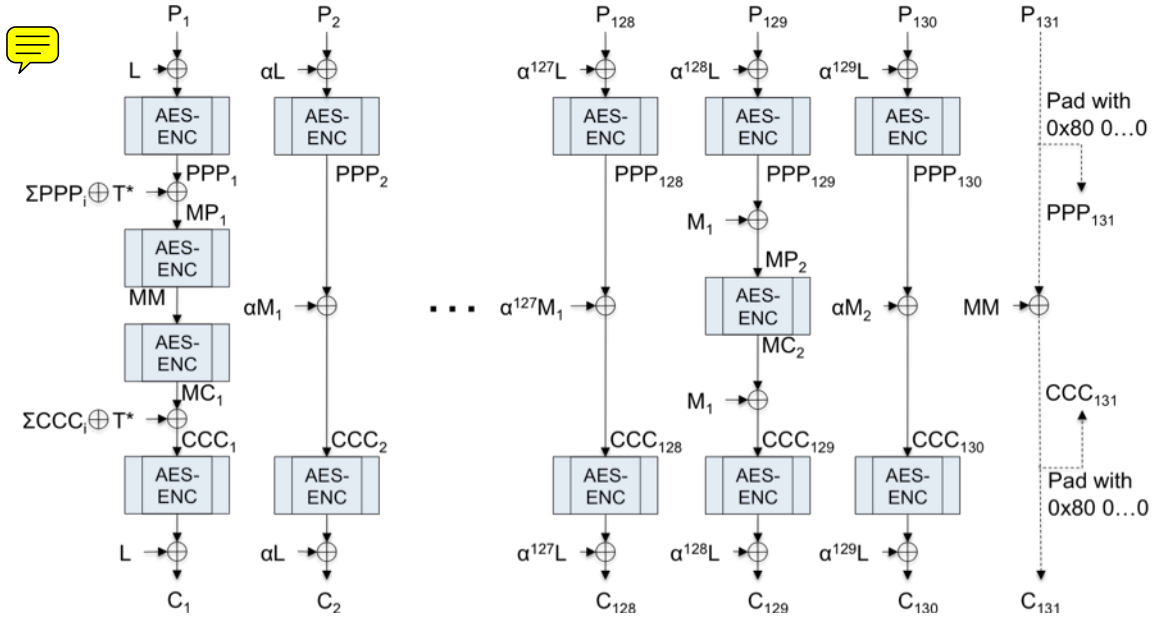 P₁ P₂ P₁₂₈ P₁₂₉ P₁₃₀ P₁₃₁
L αL α¹²⁷L α¹²⁸L α¹²⁹L
AES-ENC AES-ENC AES-ENC AES-ENC AES-ENC
Pad with
0x80 0…0
PPP₁ PPP₂ PPP₁₂₈ PPP₁₂₉ PPP₁₃₀
ΣPPPᵢ⊕ T*
MP₁ M₁ PPP₁₃₁
AES-ENC MP₂
MM αM₁ ... α¹²⁷M₁ AES-ENC αM₂ MM
AES-ENC MC₂
MC₁ M₁ CCC₁₃₁
ΣCCCᵢ⊕ T*
CCC₁ CCC₂ CCC₁₂₈ CCC₁₂₉ CCC₁₃₀
AES-ENC AES-ENC AES-ENC AES-ENC AES-ENC
Pad with
0x80 0…0
L αL α¹²⁷L α¹²⁸L α¹²⁹L
C₁ C₂ C₁₂₈ C₁₂₉ C₁₃₀ C₁₃₁